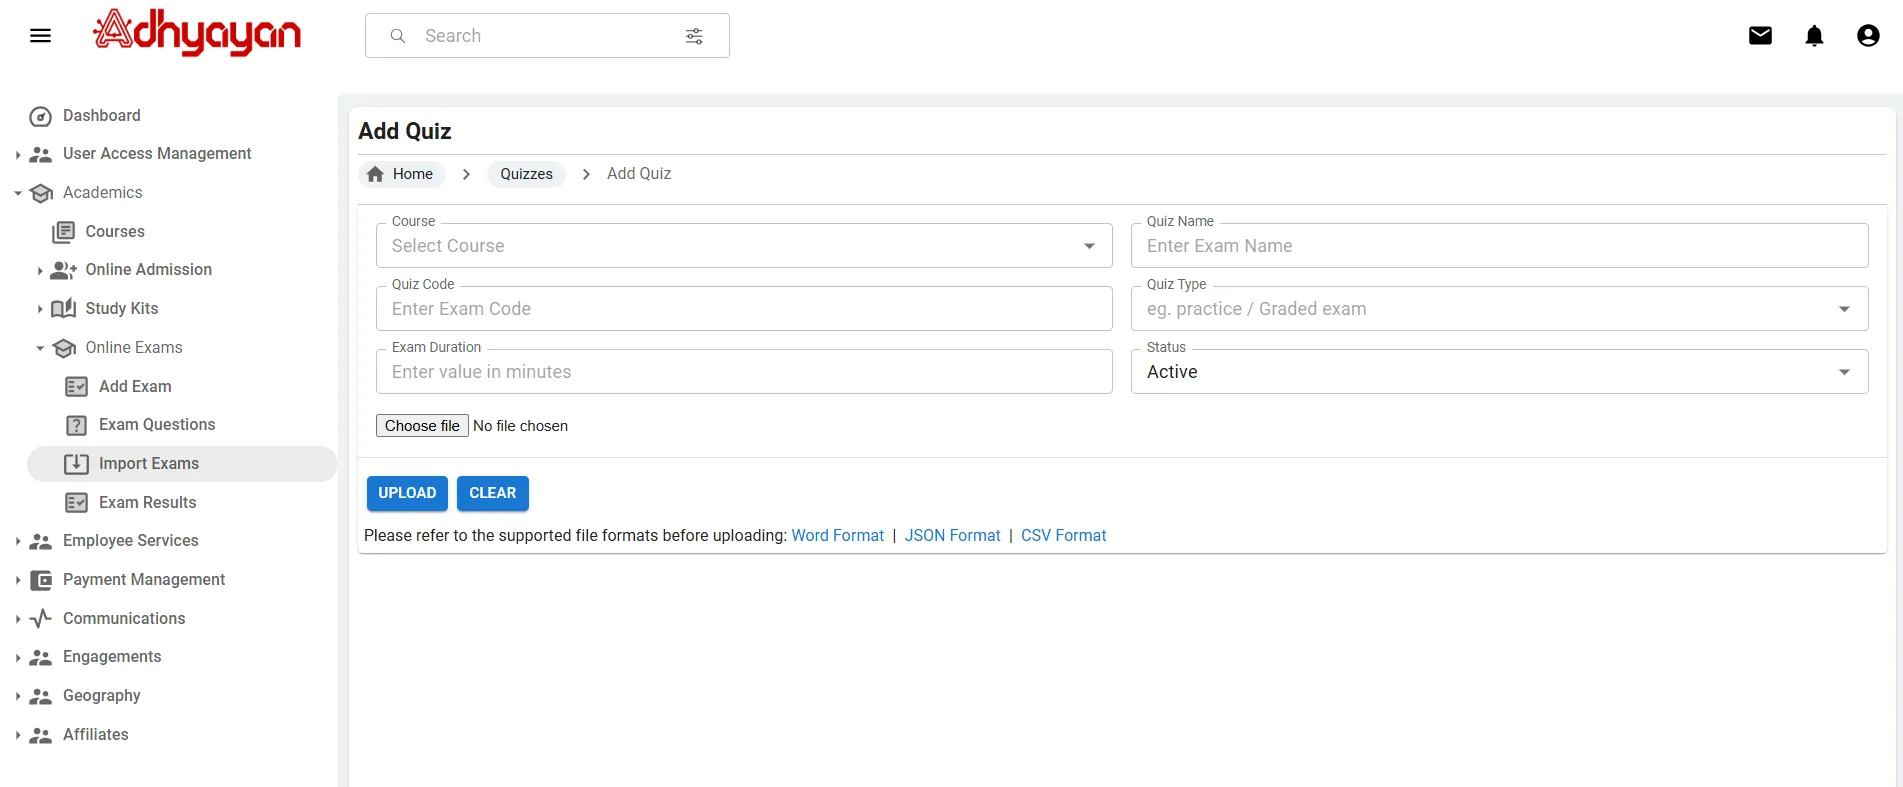 Adhyayan
Search
Dashboard
User Access Management
Academics
Courses
Online Admission
Study Kits
Online Exams
Add Exam
Exam Questions
Import Exams
Exam Results
Employee Services
Payment Management
Communications
Engagements
Geography
Affiliates
Add Quiz
Home > Quizzes > Add Quiz
Course
Select Course
Quiz Name
Enter Exam Name
Quiz Code
Enter Exam Code
Quiz Type
eg. practice / Graded exam
Exam Duration
Enter value in minutes
Status
Active
Choose file No file chosen
UPLOAD CLEAR
Please refer to the supported file formats before uploading: Word Format | JSON Format | CSV Format